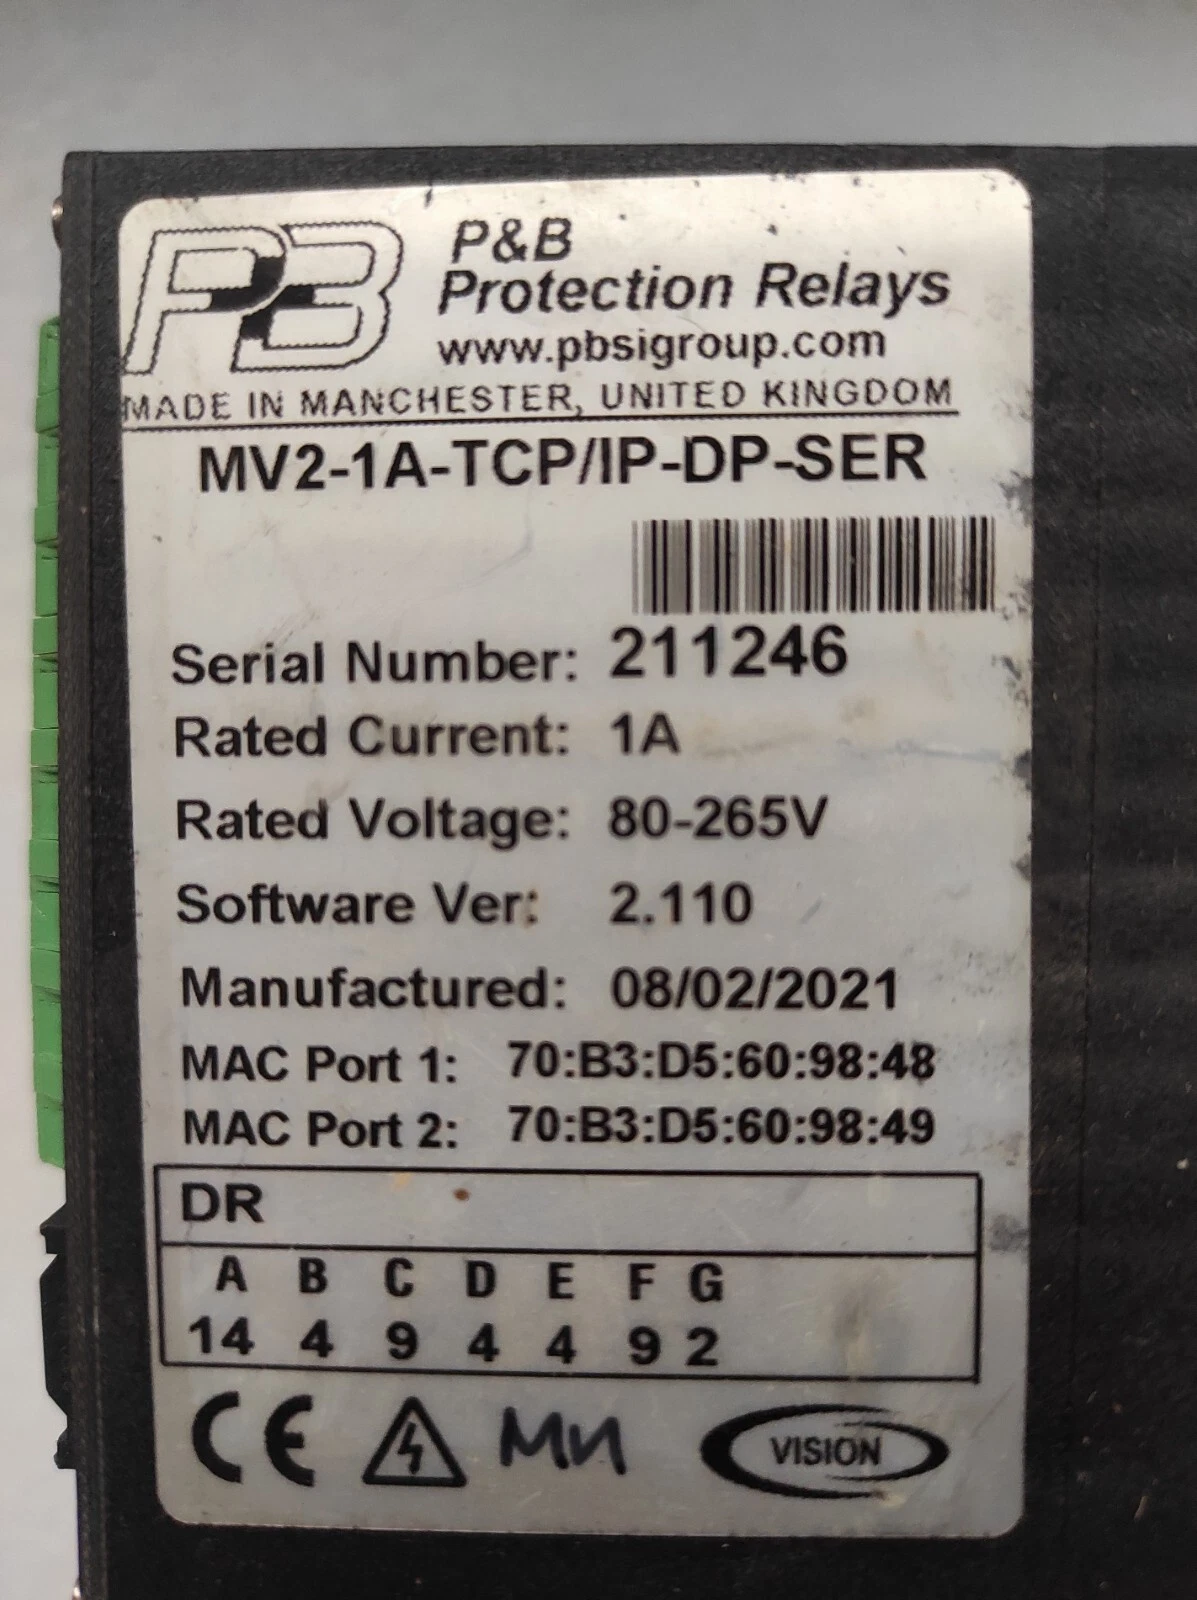 PB
P&B
Protection Relays
www.pbsigroup.com
MADE IN MANCHESTER, UNITED KINGDOM
MV2-1A-TCP/IP-DP-SER
Serial Number: 211246
Rated Current: 1A
Rated Voltage: 80-265V
Software Ver: 2.110
Manufactured: 08/02/2021
MAC Port 1: 70:B3:D5:60:98:48
MAC Port 2: 70:B3:D5:60:98:49
DR
A B C D E F G
14 4 9 4 4 9 2
CE VISION